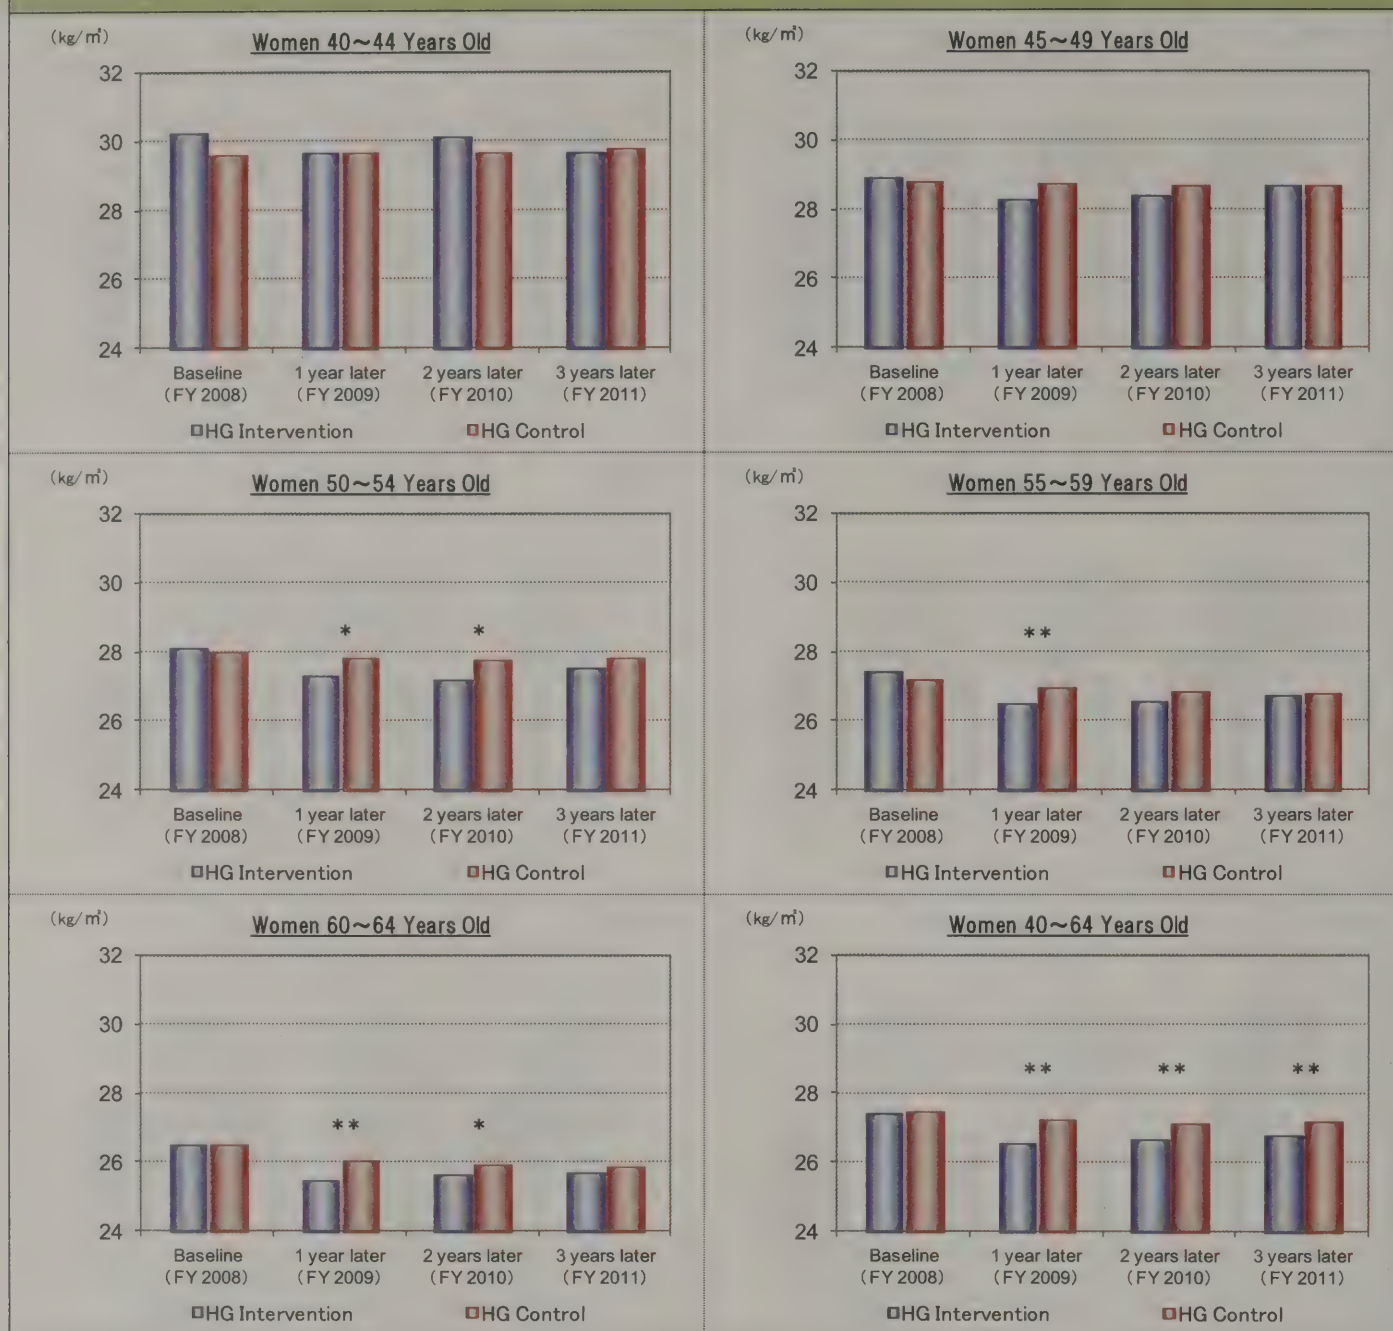 (kg/㎡)
Women 40～44 Years Old
32
30
28
26
24
Baseline 1 year later 2 years later 3 years later
(FY 2008) (FY 2009) (FY 2010) (FY 2011)
HG Intervention HG Control
(kg/㎡)
Women 45～49 Years Old
32
30
28
26
24
Baseline 1 year later 2 years later 3 years later
(FY 2008) (FY 2009) (FY 2010) (FY 2011)
HG Intervention HG Control
(kg/㎡)
Women 50～54 Years Old
32
30
* *
28
26
24
Baseline 1 year later 2 years later 3 years later
(FY 2008) (FY 2009) (FY 2010) (FY 2011)
HG Intervention HG Control
(kg/㎡)
Women 55～59 Years Old
32
30
**
28
26
24
Baseline 1 year later 2 years later 3 years later
(FY 2008) (FY 2009) (FY 2010) (FY 2011)
HG Intervention HG Control
(kg/㎡)
Women 60～64 Years Old
32
30
28
** *
26
24
Baseline 1 year later 2 years later 3 years later
(FY 2008) (FY 2009) (FY 2010) (FY 2011)
HG Intervention HG Control
(kg/㎡)
Women 40～64 Years Old
32
30
** ** **
28
26
24
Baseline 1 year later 2 years later 3 years later
(FY 2008) (FY 2009) (FY 2010) (FY 2011)
HG Intervention HG Control